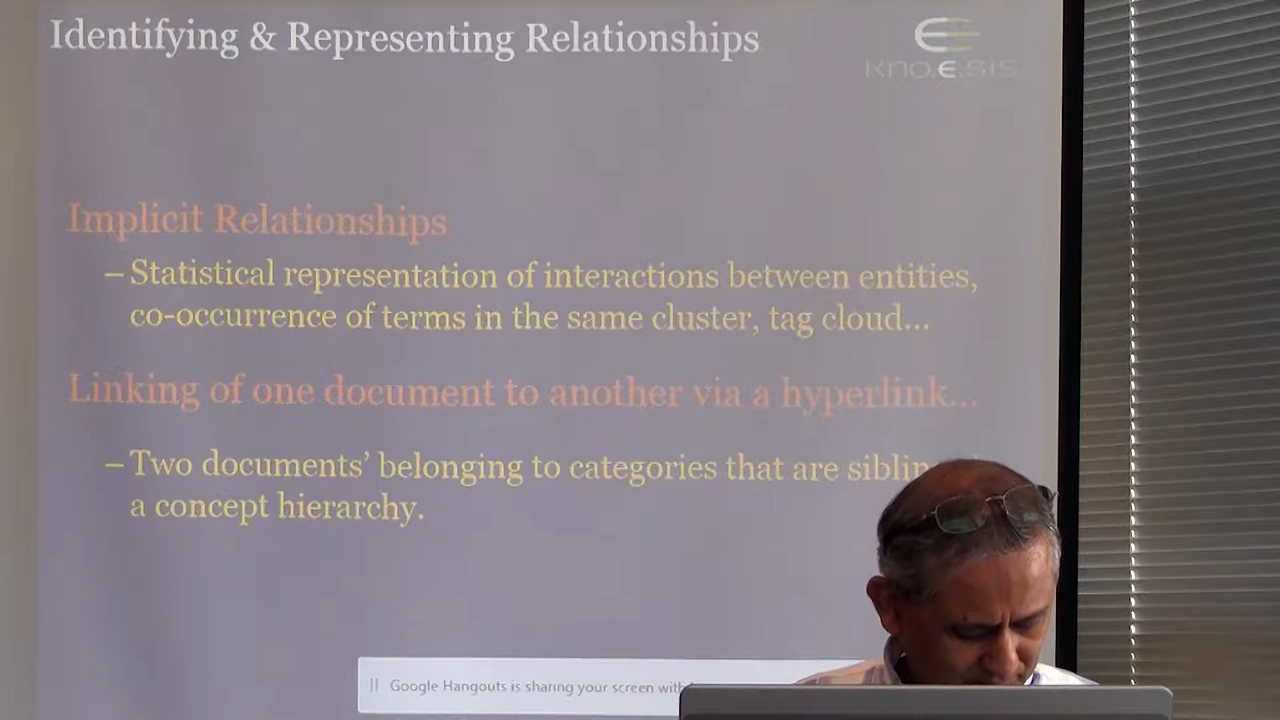 Identifying & Representing Relationships
kno.e.sis
Implicit Relationships
– Statistical representation of interactions between entities,
co-occurrence of terms in the same cluster, tag cloud...
Linking of one document to another via a hyperlink...
– Two documents’ belonging to categories that are
a concept hierarchy.
Google Hangouts is sharing your screen with